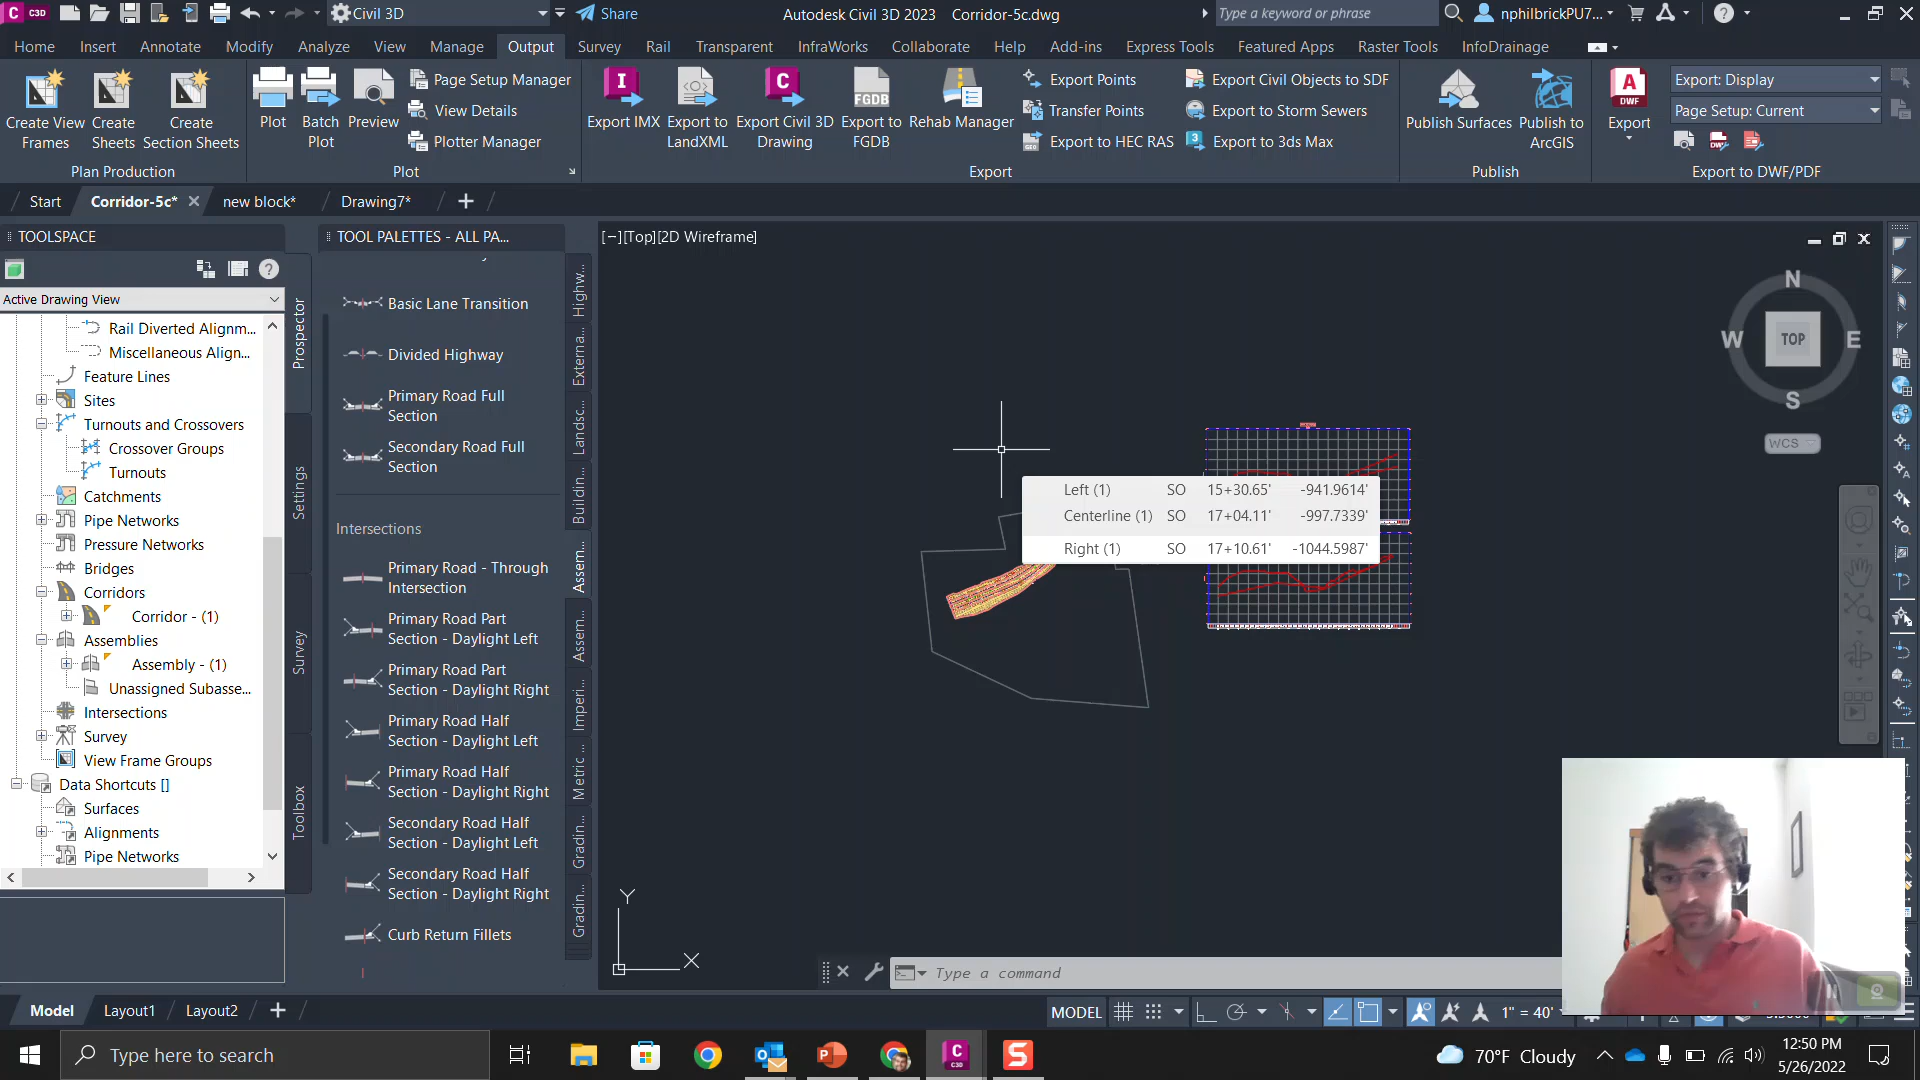 C3D Civil 3D Share Autodesk Civil 3D 2023 Corridor-5c.dwg Type a keyword or phrase nphilbrickPU7...
Home Insert Annotate Modify Analyze View Manage Output Survey Rail Transparent InfraWorks Collaborate Help Add-ins Express Tools Featured Apps Raster Tools InfoDrainage
Create View Frames
Create Sheets
Create Section Sheets
Plan Production
Plot
Batch Plot
Preview
Page Setup Manager
View Details
Plotter Manager
Plot
Export IMX
Export to LandXML
Export Civil 3D Drawing
FGDB
Export to FGDB
Rehab Manager
Export Points
Transfer Points
Export to HEC RAS
Export Civil Objects to SDF
Export to Storm Sewers
Export to 3ds Max
Export
Publish Surfaces
Publish to ArcGIS
Publish
DWF
Export
Export: Display
Page Setup: Current
Export to DWF/PDF
Start Corridor-5c* new block* Drawing7*
TOOLSPACE
Active Drawing View
Rail Diverted Alignm...
Miscellaneous Align...
Feature Lines
Sites
Turnouts and Crossovers
Crossover Groups
Turnouts
Catchments
Pipe Networks
Pressure Networks
Bridges
Corridors
Corridor - (1)
Assemblies
Assembly - (1)
Unassigned Subasse...
Intersections
Survey
View Frame Groups
Data Shortcuts []
Surfaces
Alignments
Pipe Networks
Prospector
Settings
Survey
Toolbox
TOOL PALETTES - ALL PA...
Basic Lane Transition
Divided Highway
Primary Road Full
Section
Secondary Road Full
Section
Intersections
Primary Road - Through
Intersection
Primary Road Part
Section - Daylight Left
Primary Road Part
Section - Daylight Right
Primary Road Half
Section - Daylight Left
Primary Road Half
Section - Daylight Right
Secondary Road Half
Section - Daylight Left
Secondary Road Half
Section - Daylight Right
Curb Return Fillets
Highw...
Externa...
Landsc...
Buildin...
Assem...
Assem...
Imperi...
Metric ...
Gradin...
Gradin...
[−][Top][2D Wireframe]
N
W TOP E
S
WCS
Left (1) SO 15+30.65' -941.9614'
Centerline (1) SO 17+04.11' -997.7339'
Right (1) SO 17+10.61' -1044.5987'
Y
X
Type a command
Model Layout1 Layout2
MODEL 1" = 40'
Type here to search
70°F Cloudy
12:50 PM
5/26/2022